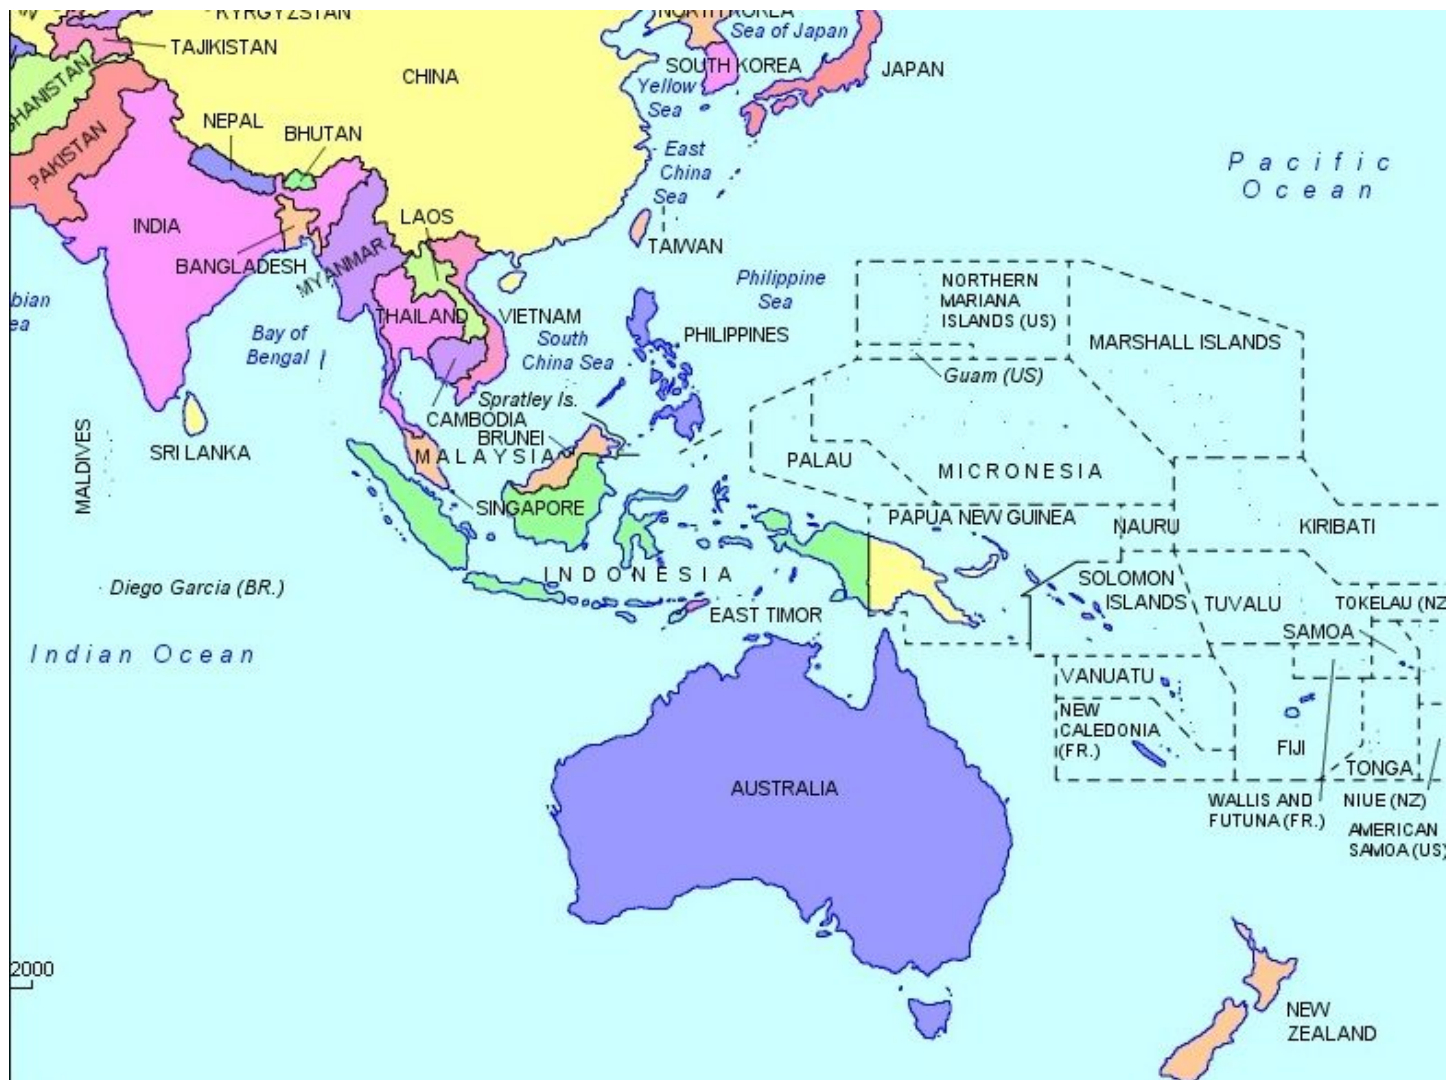 KYRGYZSTAN
NORTH KOREA
Sea of Japan
TAJIKISTAN
CHINA
SOUTH KOREA
JAPAN
Yellow
Sea
GHANISTAN
PAKISTAN
NEPAL
BHUTAN
East
China
Sea
Pacific
Ocean
INDIA
LAOS
TAIWAN
BANGLADESH
MYANMAR
Philippine
Sea
NORTHERN
MARIANA
ISLANDS (US)
bian
ea
Bay of
Bengal
THAILAND
VIETNAM
South
China Sea
PHILIPPINES
MARSHALL ISLANDS
Guam (US)
Spratley Is.
CAMBODIA
BRUNEI
MALAYSIA
SRI LANKA
MALDIVES
PALAU
MICRONESIA
SINGAPORE
PAPUA NEW GUINEA
NAURU
KIRIBATI
Diego Garcia (BR.)
INDONESIA
SOLOMON
ISLANDS
TUVALU
TOKELAU (NZ
EAST TIMOR
SAMOA
Indian Ocean
VANUATU
NEW
CALEDONIA
(FR.)
FIJI
TONGA
AUSTRALIA
WALLIS AND
FUTUNA (FR.)
NIUE (NZ)
AMERICAN
SAMOA (US)
2000
NEW
ZEALAND